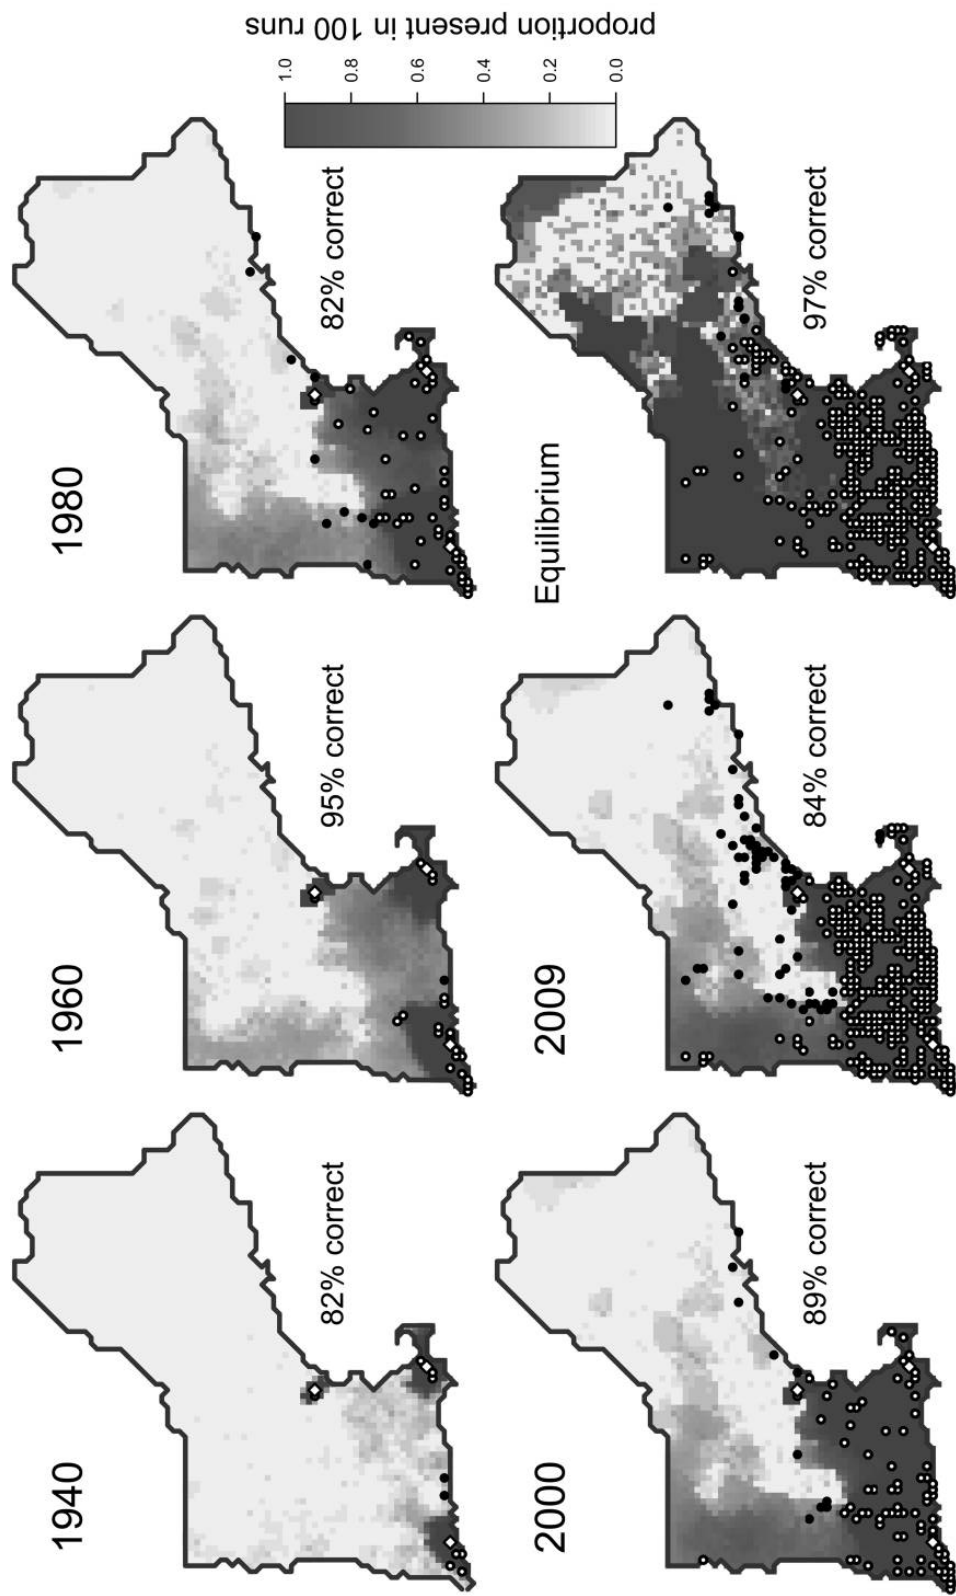 1940
82% correct
1960
95% correct
1980
82% correct
2000
89% correct
2009
84% correct
Equilibrium
97% correct
1.0
0.8
0.6
0.4
0.2
0.0
proportion present in 100 runs